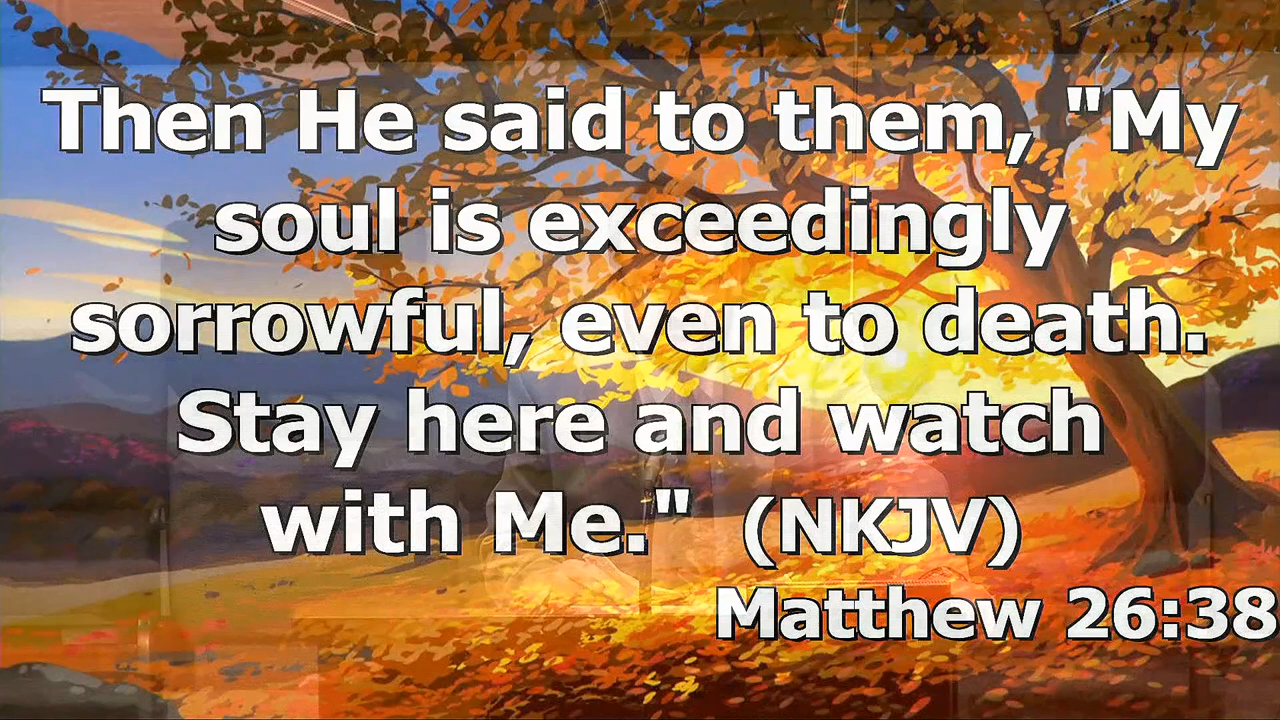 Then He said to them, "My
soul is exceedingly
sorrowful, even to death.
Stay here and watch
with Me." (NKJV)
Matthew 26:38